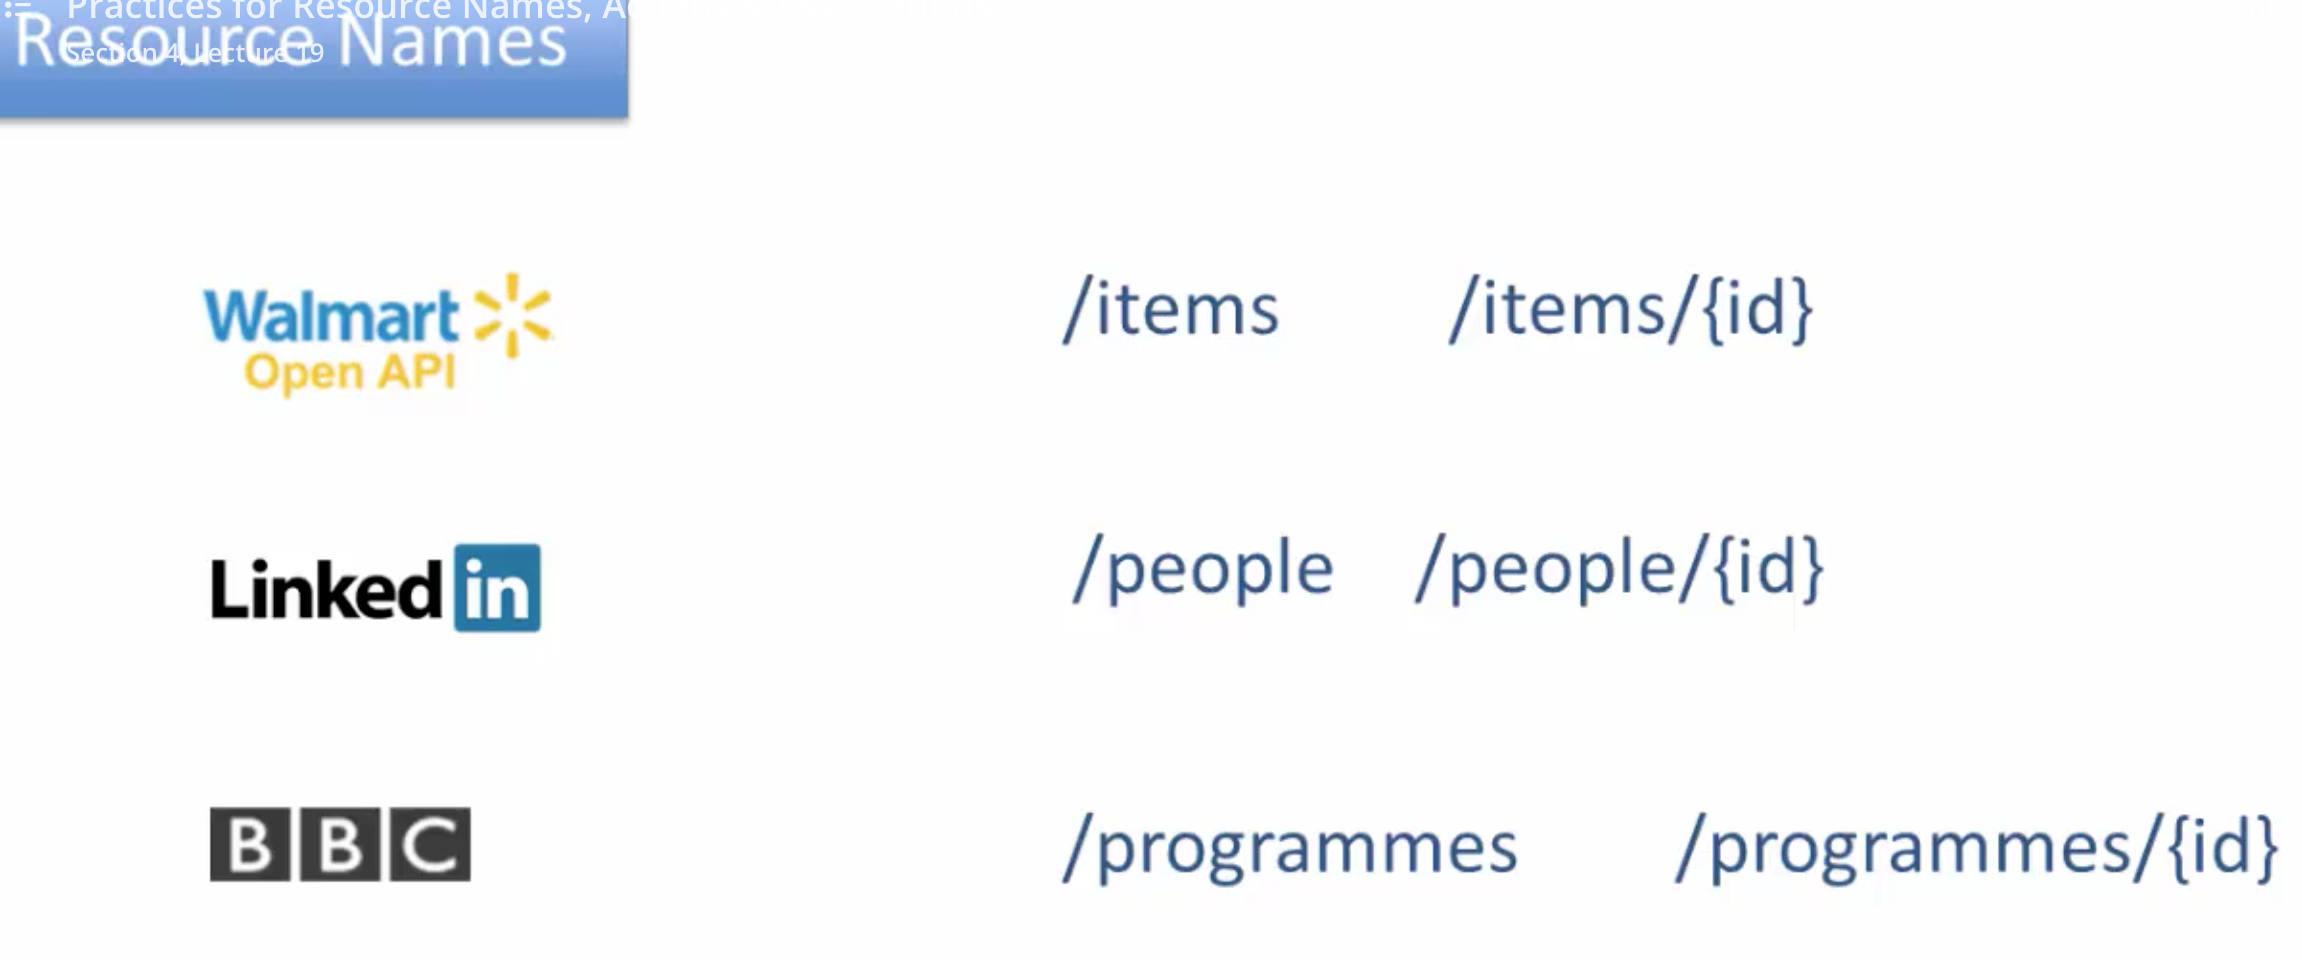 Practices for Resource Names,
Resource Names
Section 4, Lecture 19
Walmart
Open API
/items /items/{id}
Linked in
/people /people/{id}
BBC
/programmes /programmes/{id}